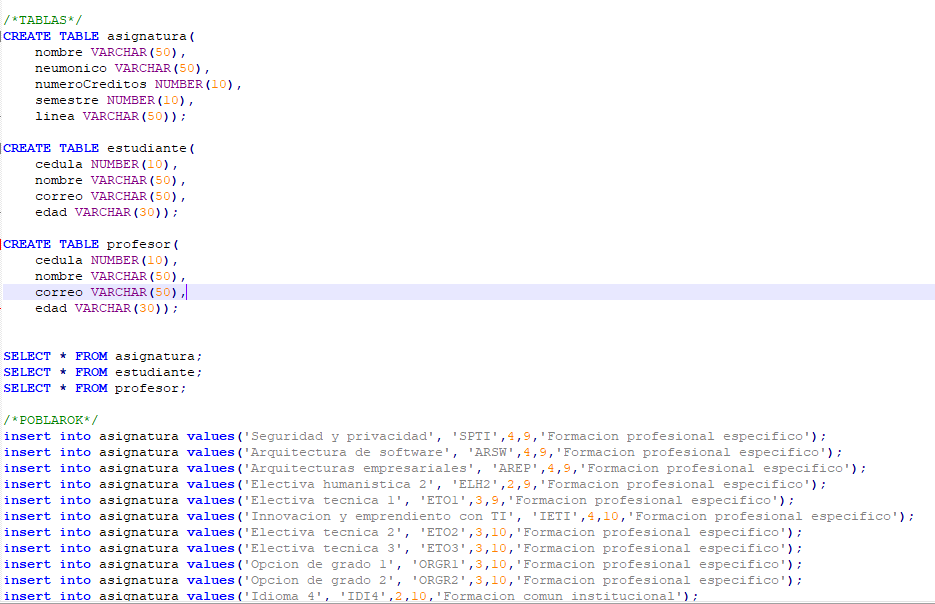 /*TABLAS*/
CREATE TABLE asignatura(
    nombre VARCHAR(50),
    neumonico VARCHAR(50),
    numeroCreditos NUMBER(10),
    semestre NUMBER(10),
    linea VARCHAR(50));
CREATE TABLE estudiante(
    cedula NUMBER(10),
    nombre VARCHAR(50),
    correo VARCHAR(50),
    edad VARCHAR(30));
CREATE TABLE profesor(
    cedula NUMBER(10),
    nombre VARCHAR(50),
    correo VARCHAR(50),
    edad VARCHAR(30));
SELECT * FROM asignatura;
SELECT * FROM estudiante;
SELECT * FROM profesor;
/*POBLAROK*/
insert into asignatura values('Seguridad y privacidad', 'SPTI',4,9,'Formacion profesional especifico');
insert into asignatura values('Arquitectura de software', 'ARSW',4,9,'Formacion profesional especifico');
insert into asignatura values('Arquitecturas empresariales', 'AREP',4,9,'Formacion profesional especifico');
insert into asignatura values('Electiva humanistica 2', 'ELH2',2,9,'Formacion profesional especifico');
insert into asignatura values('Electiva tecnica 1', 'ETO1',3,9,'Formacion profesional especifico');
insert into asignatura values('Innovacion y emprendiento con TI', 'IETI',4,10,'Formacion profesional especifico');
insert into asignatura values('Electiva tecnica 2', 'ETO2',3,10,'Formacion profesional especifico');
insert into asignatura values('Electiva tecnica 3', 'ETO3',3,10,'Formacion profesional especifico');
insert into asignatura values('Opcion de grado 1', 'ORGR1',3,10,'Formacion profesional especifico');
insert into asignatura values('Opcion de grado 2', 'ORGR2',3,10,'Formacion profesional especifico');
insert into asignatura values('Idioma 4', 'IDI4',2,10,'Formacion comun institucional');